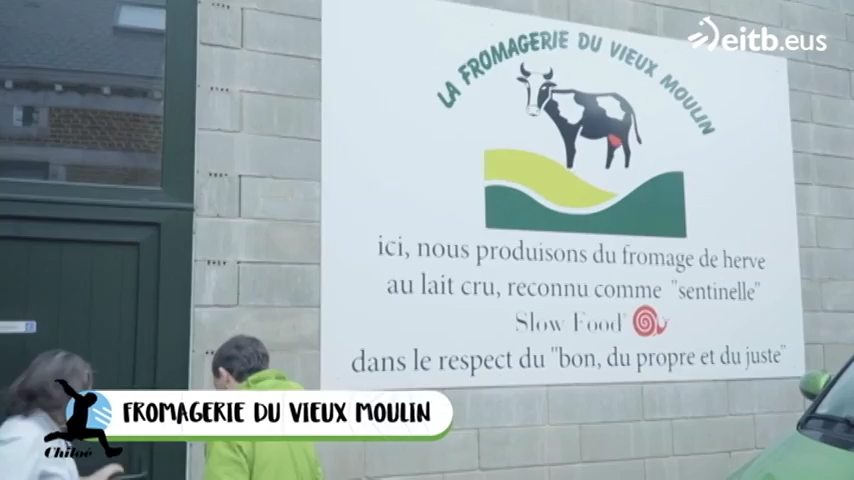 eitb.eus
LA FROMAGERIE DU VIEUX MOULIN
ici, nous produisons du fromage de herve
au lait cru, reconnu comme "sentinelle"
Slow Food
dans le respect du "bon, du propre et du juste"
FROMAGERIE DU VIEUX MOULIN
Chiloé